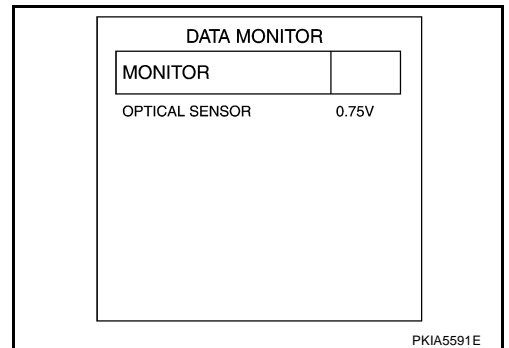 DATA MONITOR
MONITOR
OPTICAL SENSOR 0.75V
PKIA5591E